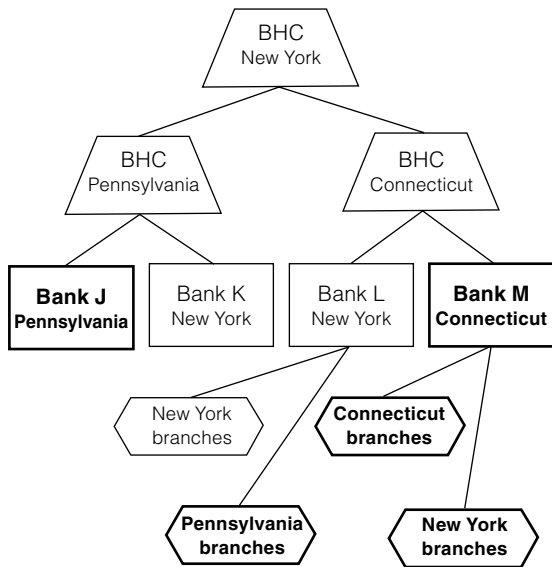 BHC
New York
BHC
Pennsylvania
BHC
Connecticut
Bank J
Pennsylvania
Bank K
New York
Bank L
New York
Bank M
Connecticut
New York
branches
Connecticut
branches
Pennsylvania
branches
New York
branches